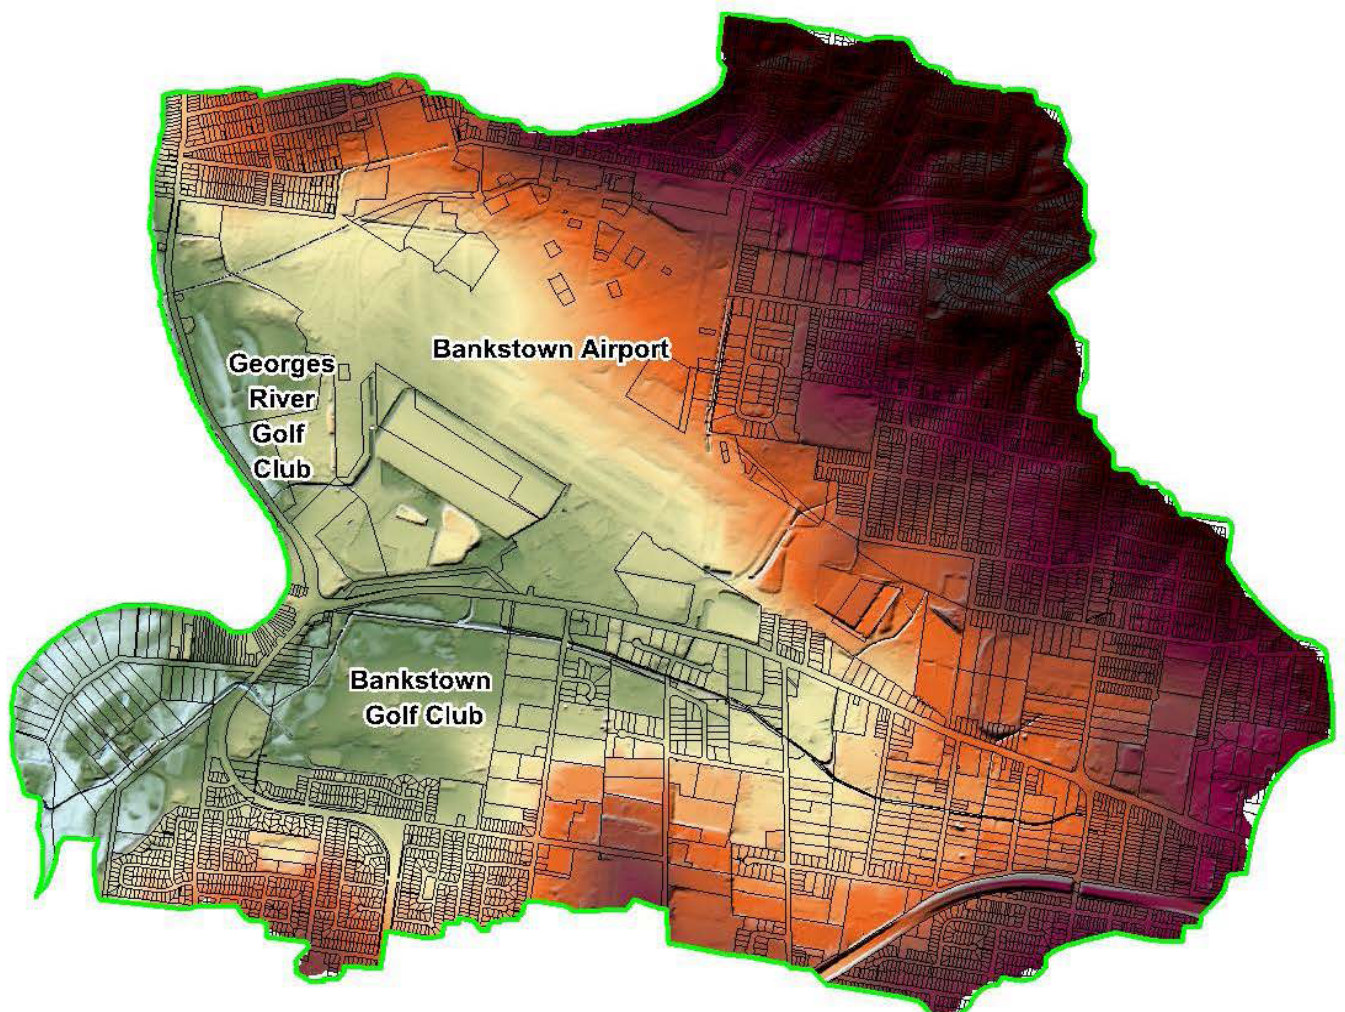 Bankstown Airport
Georges
River
Golf
Club
Bankstown
Golf Club